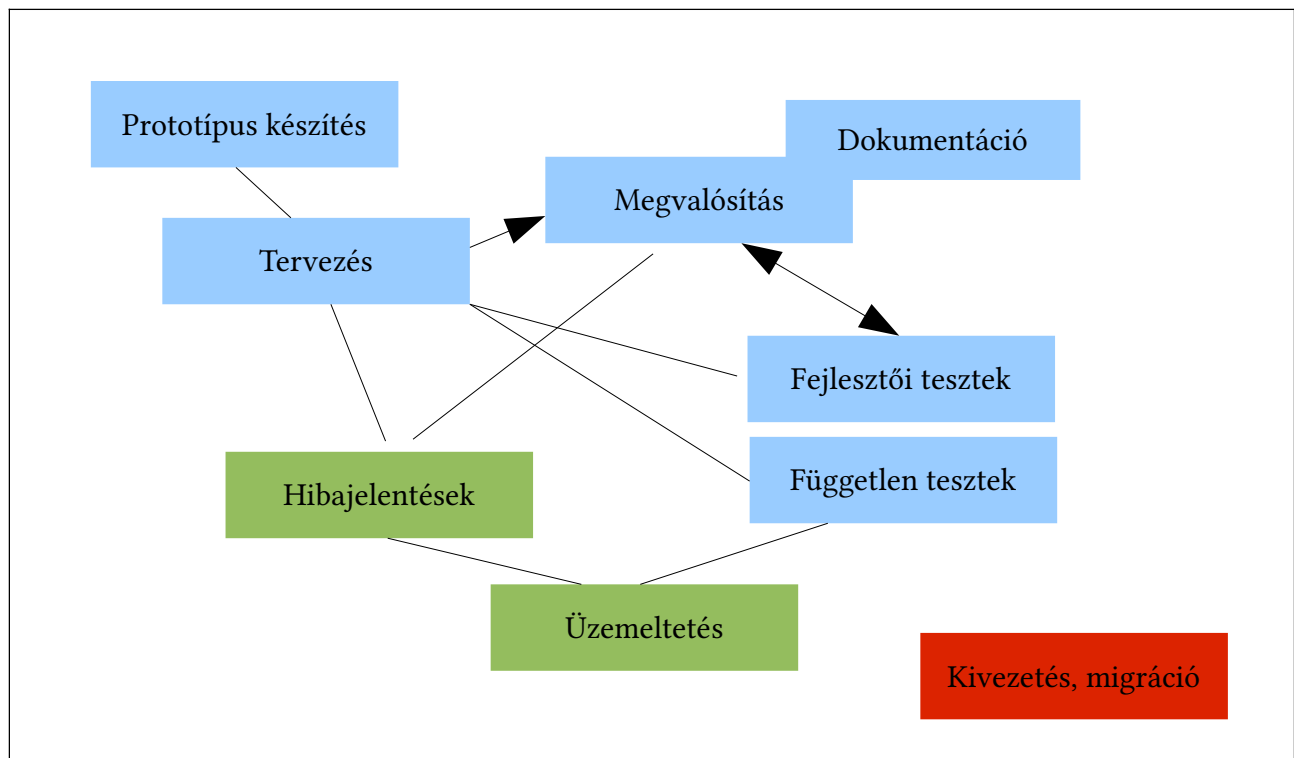 Prototípus készítés
Dokumentáció
Megvalósítás
Tervezés
Fejlesztői tesztek
Független tesztek
Hibajelentések
Üzemeltetés
Kivezetés, migráció